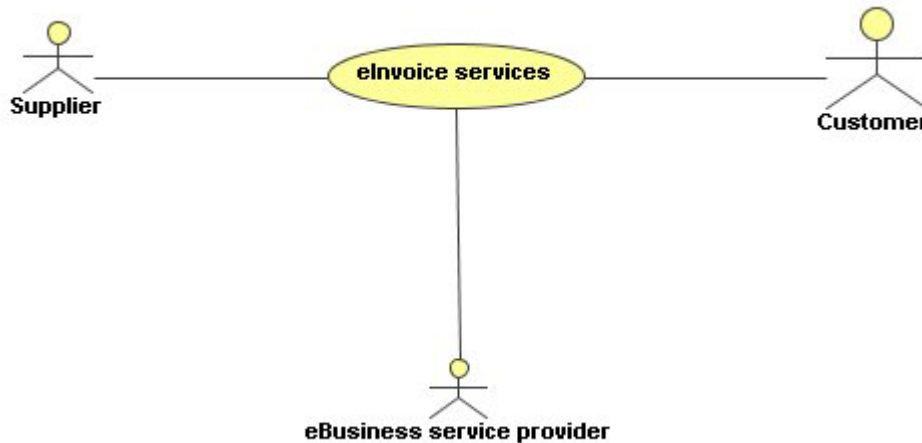 eInvoice services
Supplier
Customer
eBusiness service provider